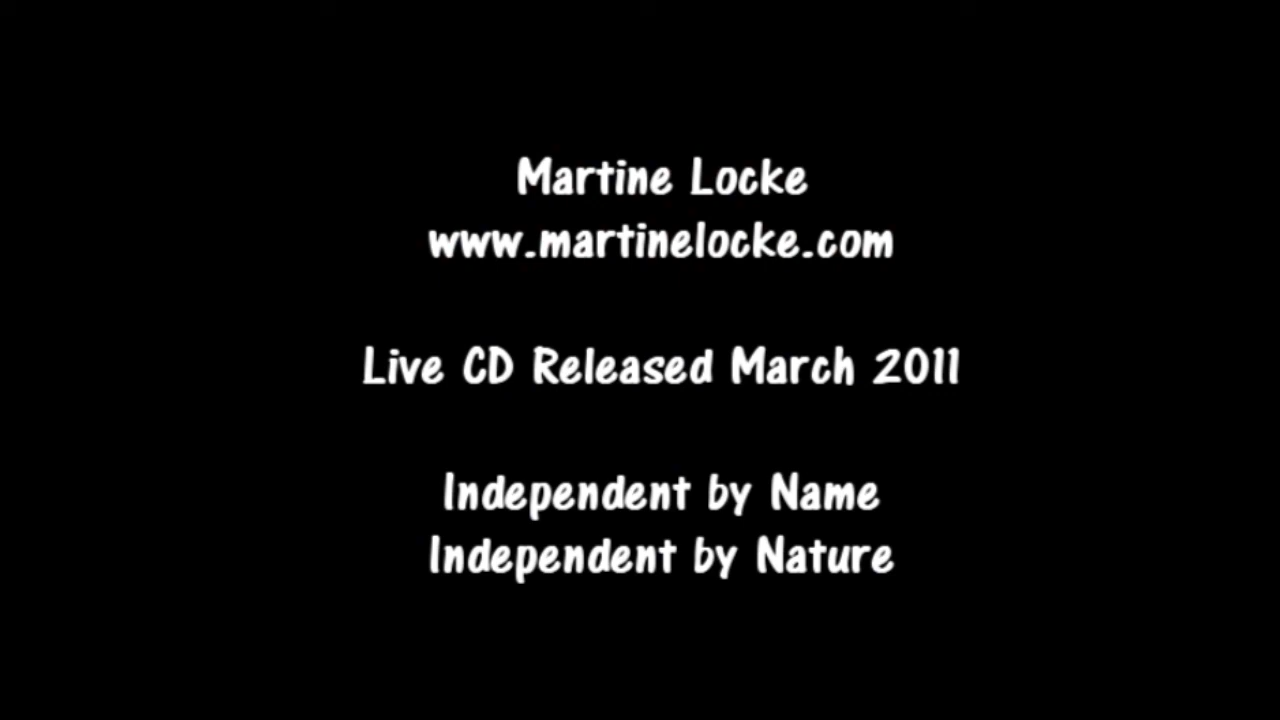 Martine Locke
www.martinelocke.com
Live CD Released March 2011
Independent by Name
Independent by Nature